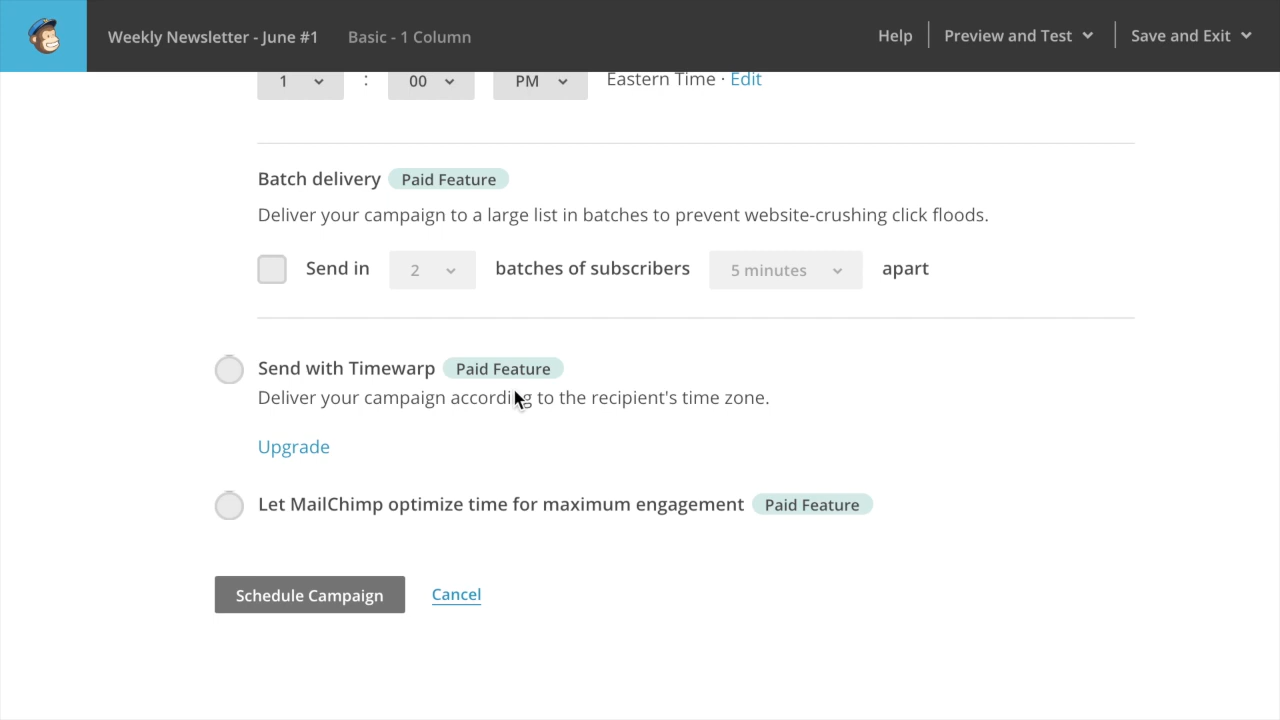 Weekly Newsletter - June #1 Basic - 1 Column Help Preview and Test Save and Exit
1 : 00 PM Eastern Time · Edit
Batch delivery Paid Feature
Deliver your campaign to a large list in batches to prevent website-crushing click floods.
Send in 2 batches of subscribers 5 minutes apart
Send with Timewarp Paid Feature
Deliver your campaign according to the recipient's time zone.
Upgrade
Let MailChimp optimize time for maximum engagement Paid Feature
Schedule Campaign Cancel